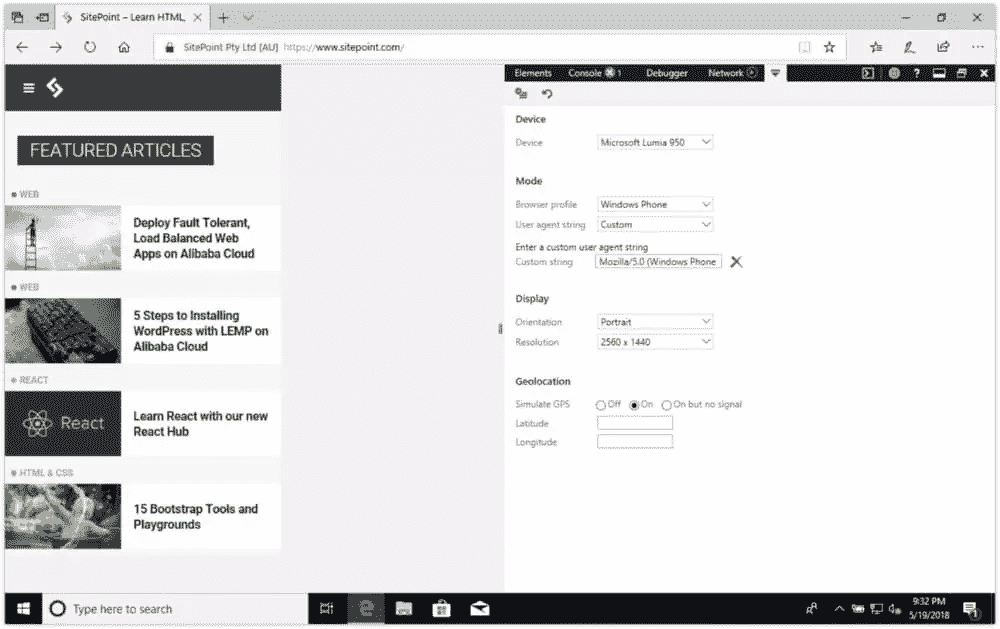 SitePoint – Learn HTML,
SitePoint Pty Ltd [AU] https://www.sitepoint.com/
FEATURED ARTICLES
WEB
Deploy Fault Tolerant,
Load Balanced Web
Apps on Alibaba Cloud
WEB
5 Steps to Installing
WordPress with LEMP on
Alibaba Cloud
REACT
React
Learn React with our new
React Hub
HTML & CSS
15 Bootstrap Tools and
Playgrounds
Elements Console 1 Debugger Network
Device
Device Microsoft Lumia 950
Mode
Browser profile Windows Phone
User agent string Custom
Enter a custom user agent string
Custom string Mozilla/5.0 (Windows Phone
Display
Orientation Portrait
Resolution 2560 x 1440
Geolocation
Simulate GPS Off On On but no signal
Latitude
Longitude
Type here to search
9:32 PM
5/19/2018
1